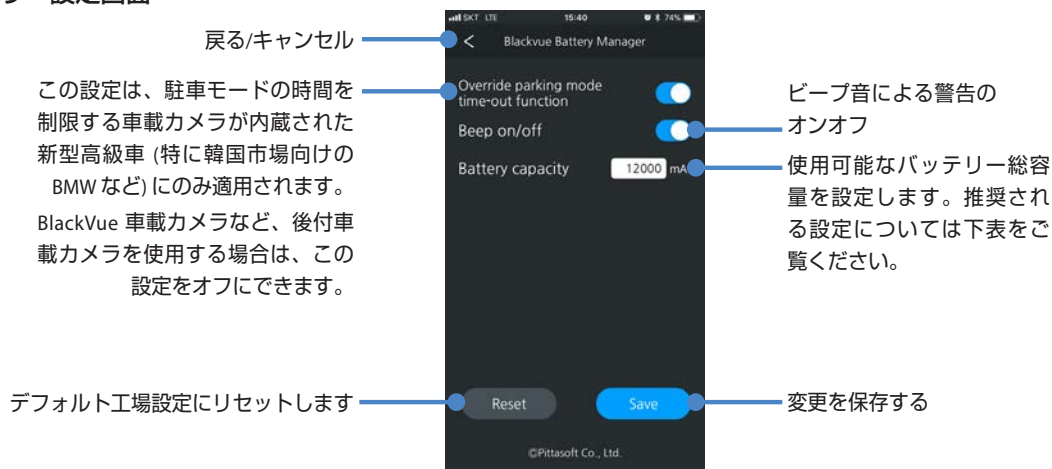 設定画面
戻る/キャンセル
この設定は、駐車モードの時間を
制限する車載カメラが内蔵された
新型高級車 (特に韓国市場向けの
BMW など) にのみ適用されます。
BlackVue 車載カメラなど、後付車
載カメラを使用する場合は、この
設定をオフにできます。
デフォルト工場設定にリセットします
SKT LTE 15:40 74%
< Blackvue Battery Manager
Override parking mode
time-out function
Beep on/off
Battery capacity 12000 mA
Reset Save
©Pittasoft Co., Ltd.
ビープ音による警告の
オンオフ
使用可能なバッテリー総容
量を設定します。推奨され
る設定については下表をご
覧ください。
変更を保存する